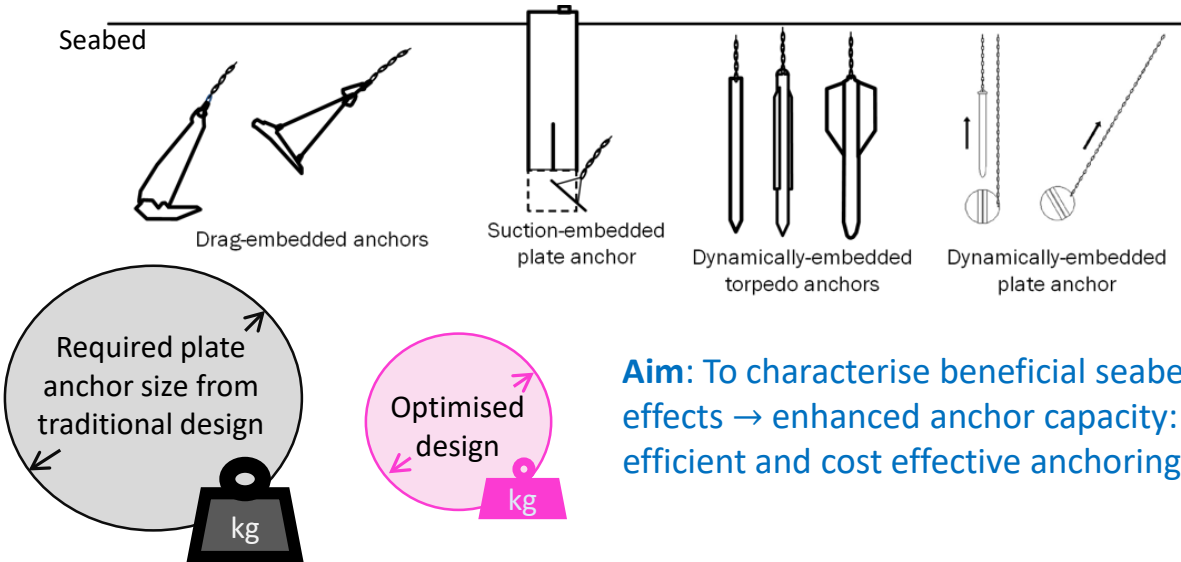 Seabed
Drag-embedded anchors
Suction-embedded
plate anchor
Dynamically-embedded
torpedo anchors
Dynamically-embedded
plate anchor
Required plate
anchor size from
traditional design
kg
Optimised
design
kg
Aim: To characterise beneficial seabe
effects → enhanced anchor capacity:
efficient and cost effective anchoring